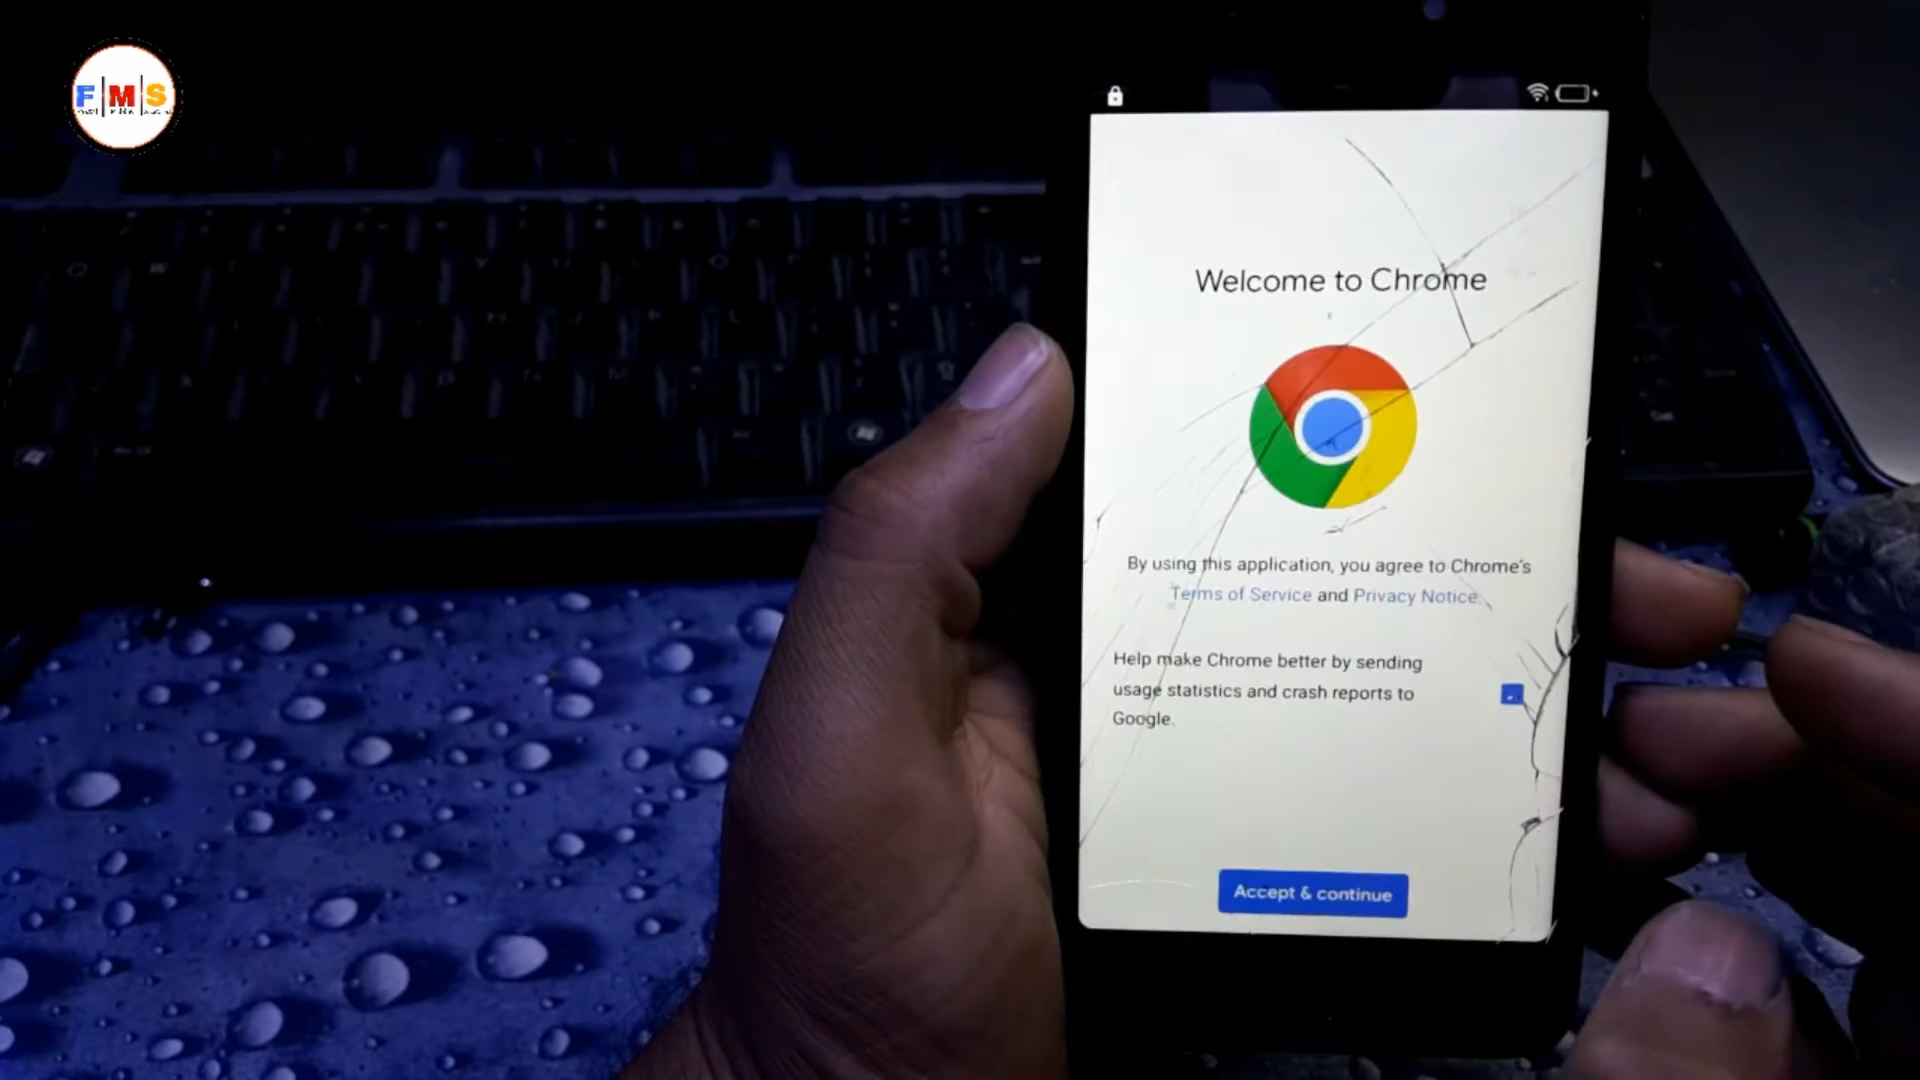 F|M|S
Welcome to Chrome
By using this application, you agree to Chrome's
Terms of Service and Privacy Notice.
Help make Chrome better by sending
usage statistics and crash reports to
Google.
Accept & continue